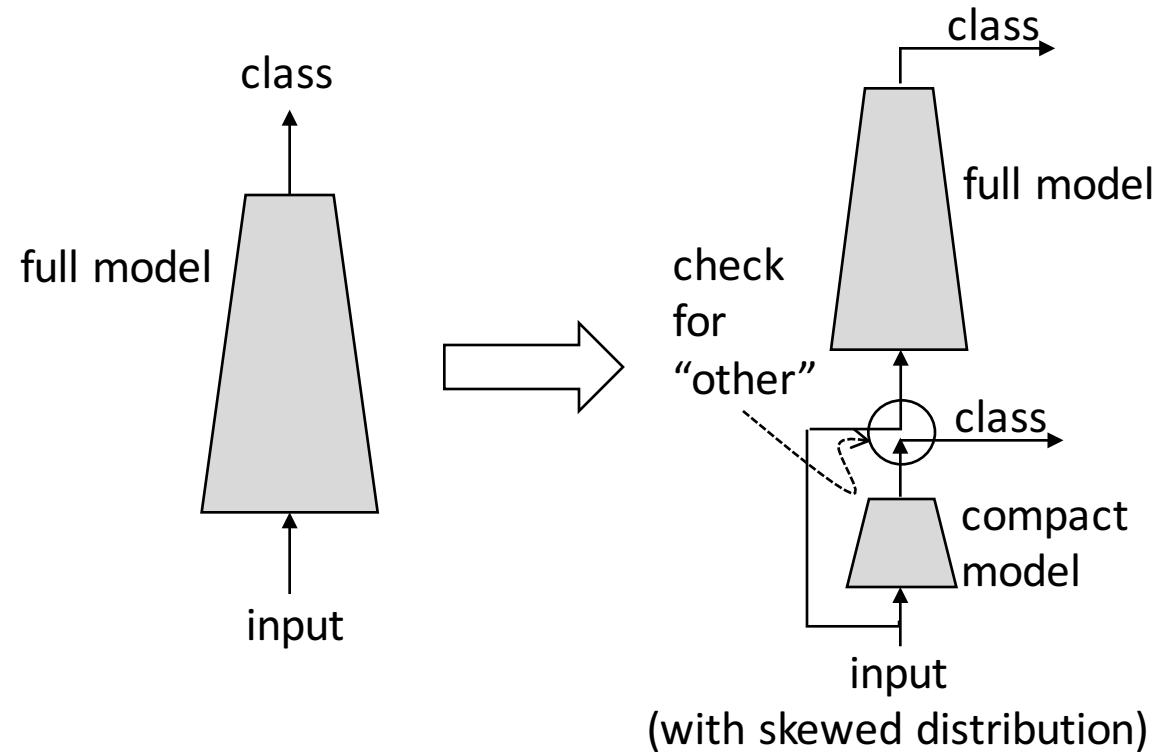 class
full model
input
class
full model
check
for
“other”
class
compact
model
input
(with skewed distribution)